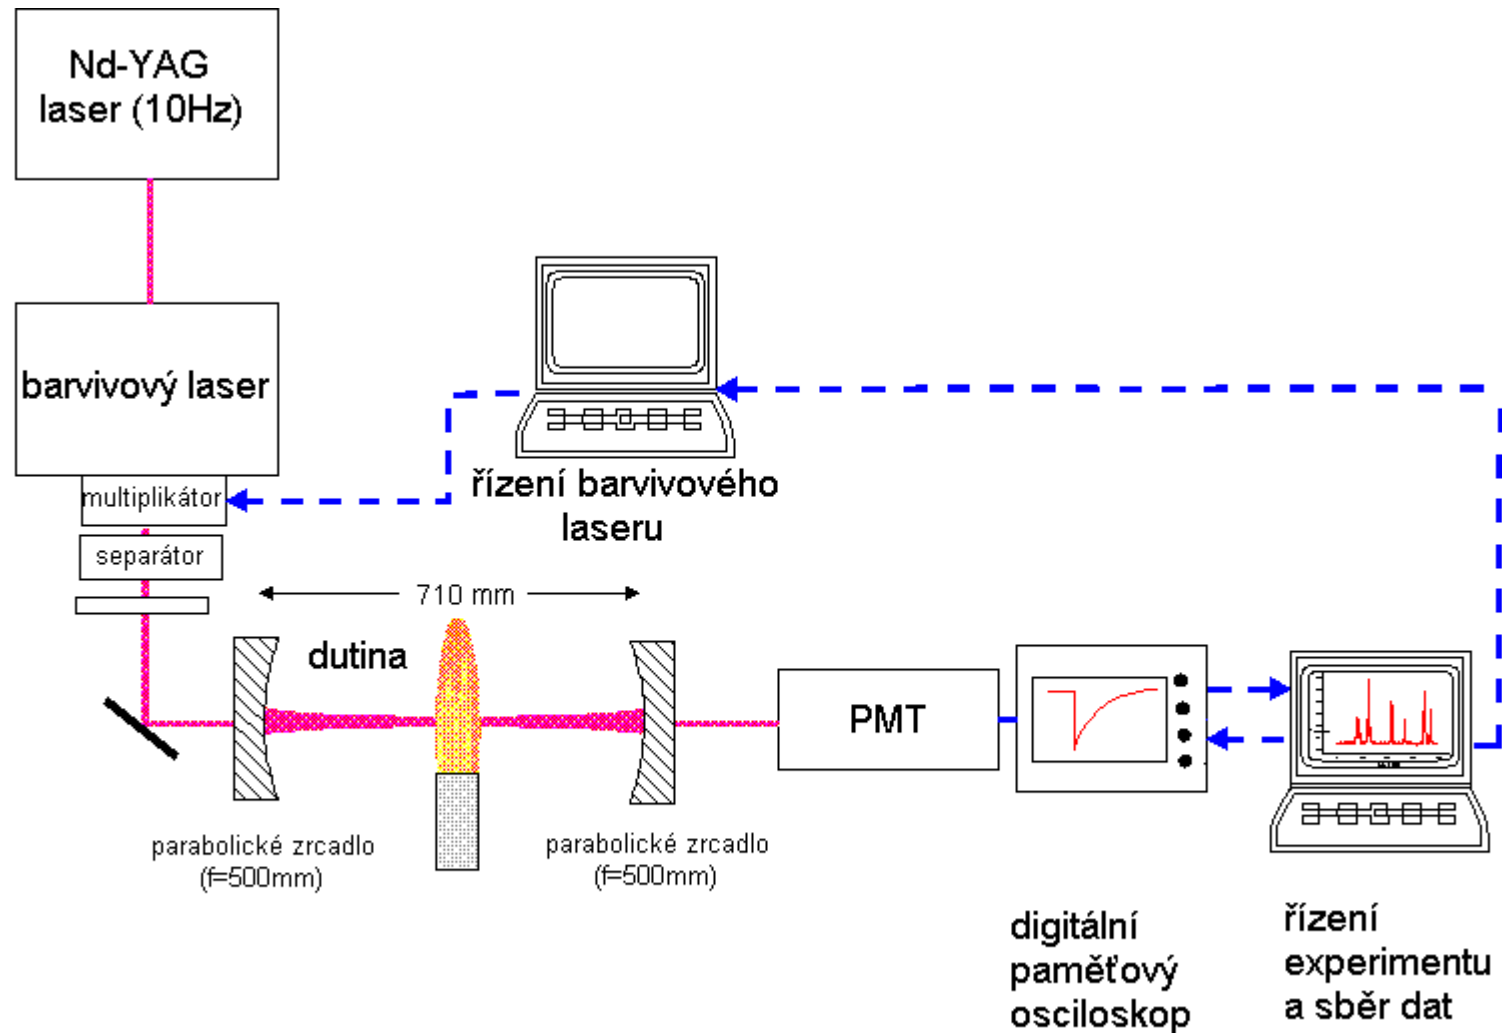 Nd-YAG
laser (10Hz)
barvivový laser
multiplikátor
separátor
řízení barvivového
laseru
710 mm
dutina
PMT
parabolické zrcadlo
(f=500mm)
parabolické zrcadlo
(f=500mm)
digitální
paměťový
osciloskop
řízení
experimentu
a sběr dat